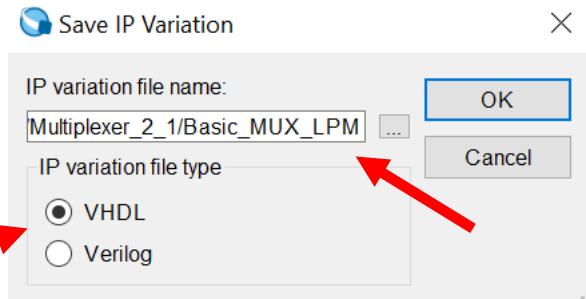 Save IP Variation
IP variation file name:
OK
/Multiplexer_2_1/Basic_MUX_LPM
...
Cancel
IP variation file type
VHDL
Verilog